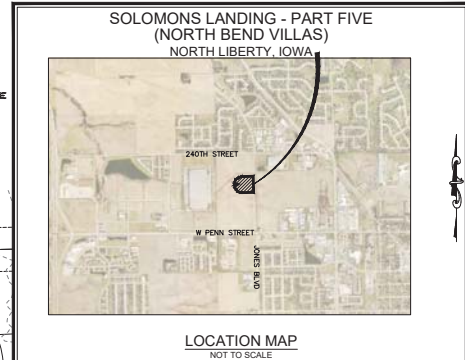 SOLOMONS LANDING - PART FIVE
(NORTH BEND VILLAS)
NORTH LIBERTY, IOWA
240TH STREET
W PENN STREET
JONES BLVD
LOCATION MAP
NOT TO SCALE